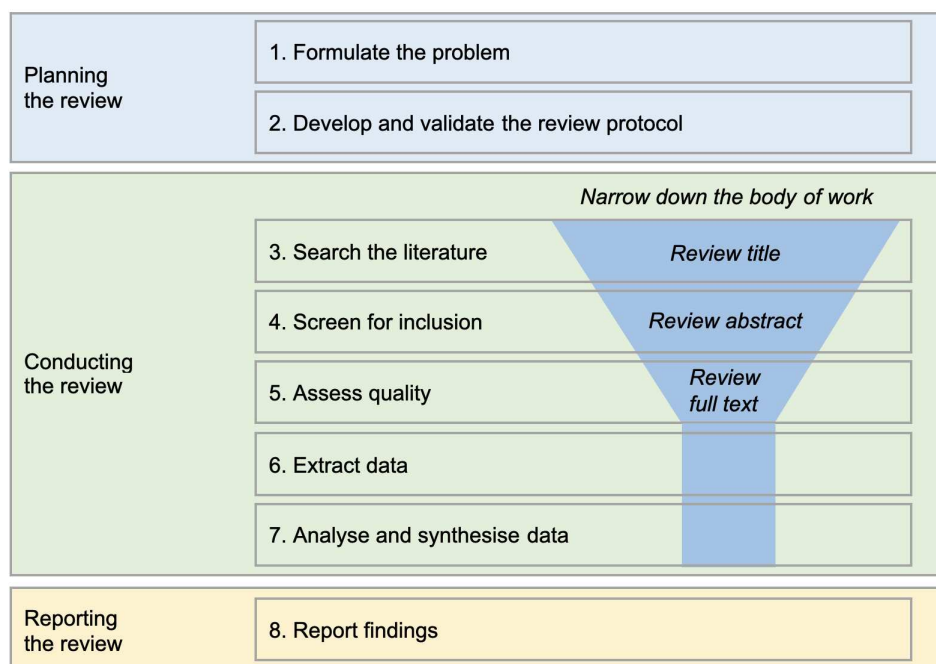 Planning
the review
1. Formulate the problem
2. Develop and validate the review protocol
Conducting
the review
Narrow down the body of work
3. Search the literature
Review title
4. Screen for inclusion
Review abstract
5. Assess quality
Review
full text
6. Extract data
7. Analyse and synthesise data
Reporting
the review
8. Report findings